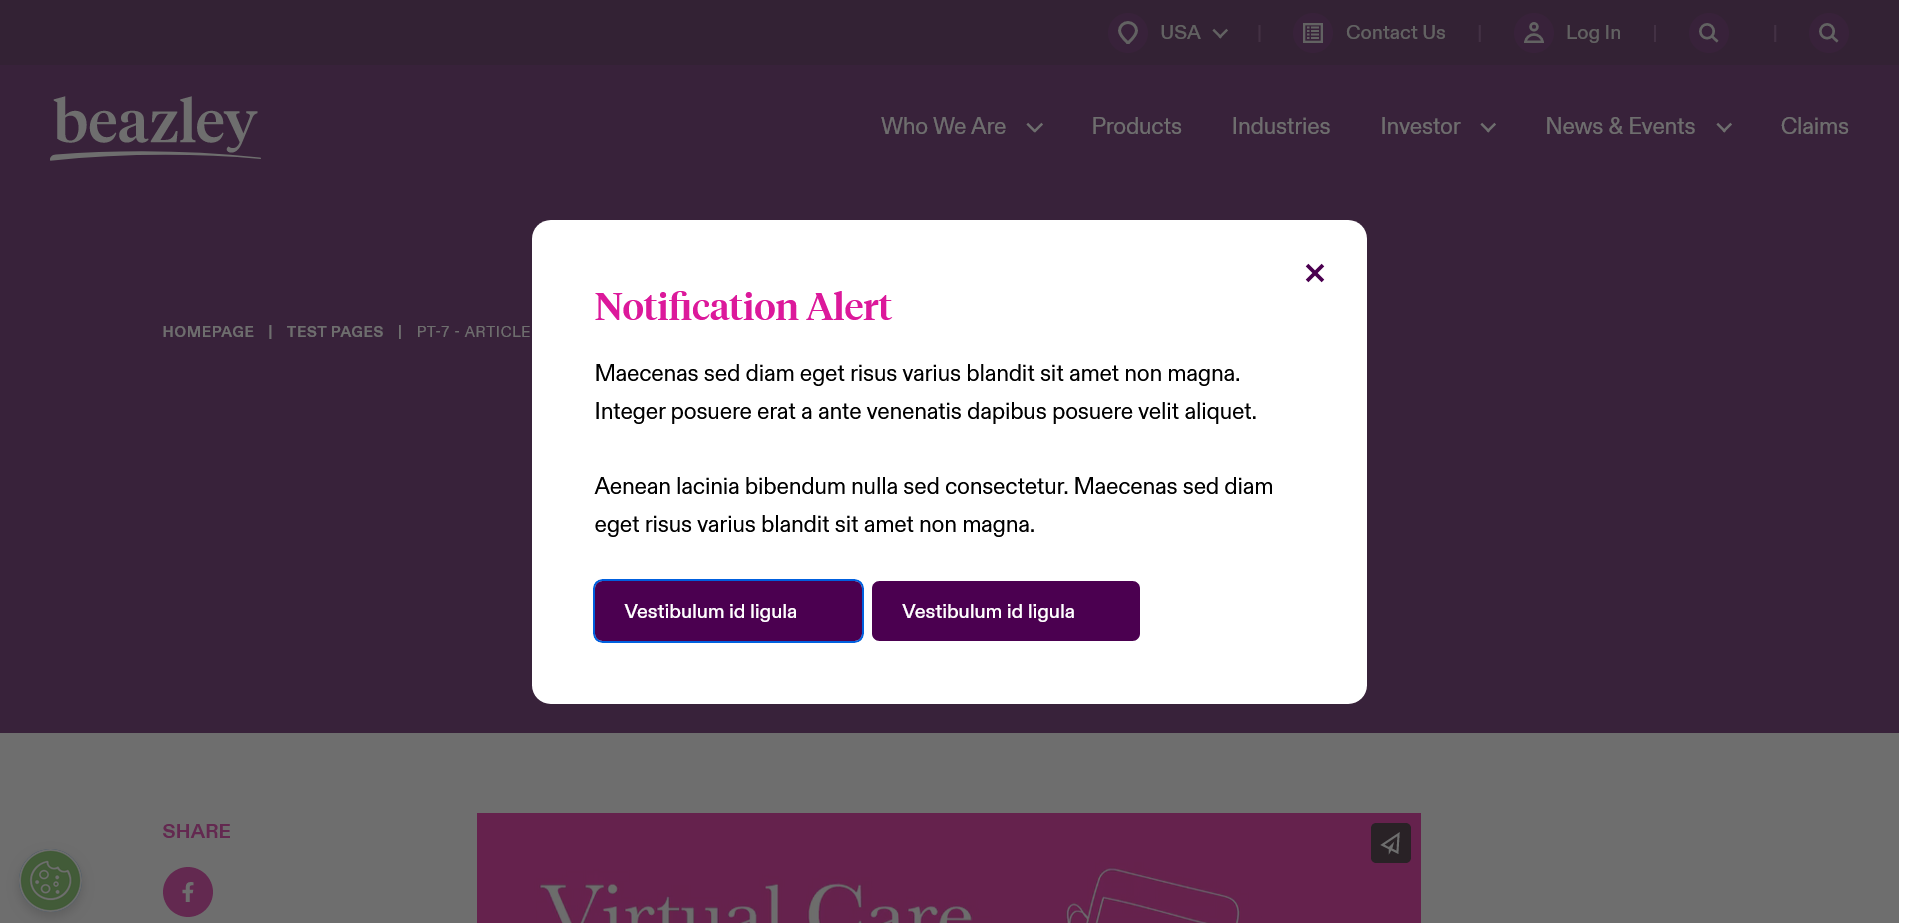 USA
Contact Us
Log In
beazley
Who We Are
Products
Industries
Investor
News & Events
Claims
HOMEPAGE | TEST PAGES | PT-7 - ARTICLE
Notification Alert
Maecenas sed diam eget risus varius blandit sit amet non magna.
Integer posuere erat a ante venenatis dapibus posuere velit aliquet.
Aenean lacinia bibendum nulla sed consectetur. Maecenas sed diam
eget risus varius blandit sit amet non magna.
Vestibulum id ligula
Vestibulum id ligula
SHARE
Virtual Care